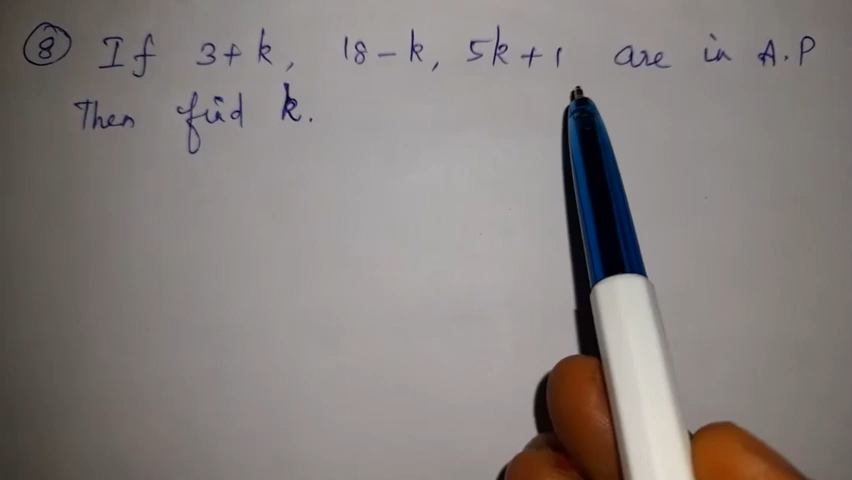 8 If 3+k, 18-k, 5k+1 are in A.P
Then find k.